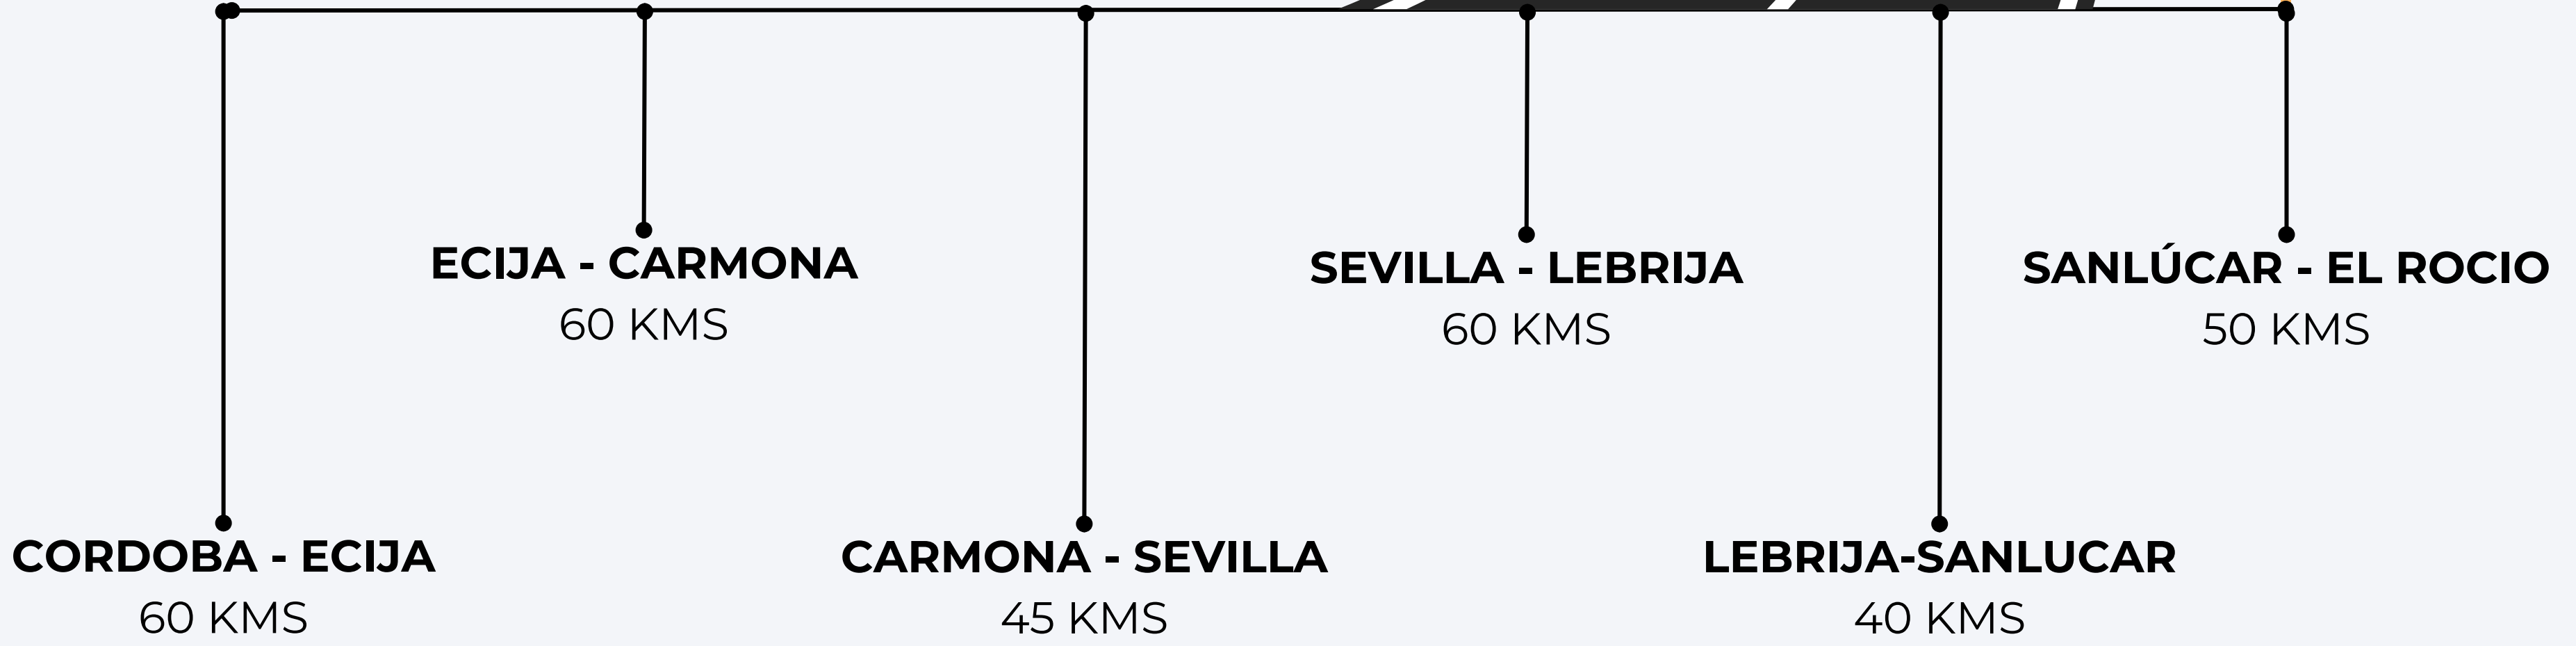 ECIJA - CARMONA
60 KMS
SEVILLA - LEBRIJA
60 KMS
SANLÚCAR - EL ROCIO
50 KMS
CORDOBA - ECIJA
60 KMS
CARMONA - SEVILLA
45 KMS
LEBRIJA-SANLUCAR
40 KMS